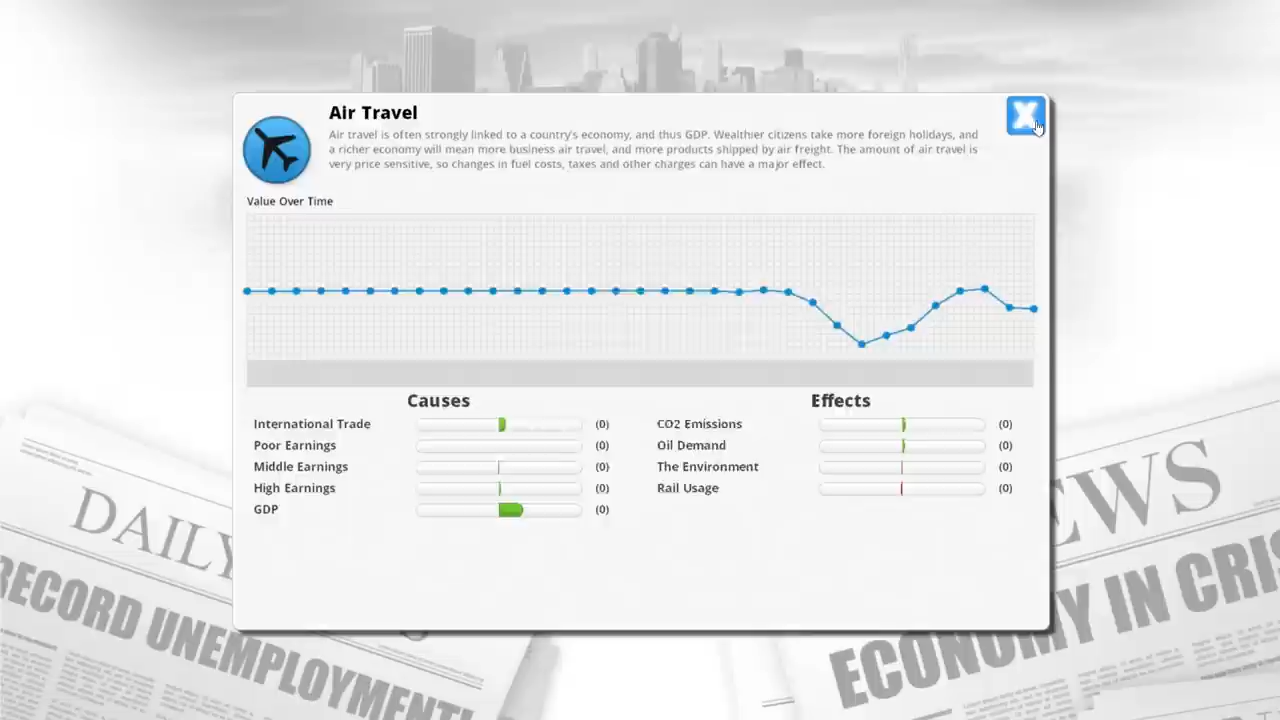 Air Travel
Air travel is often strongly linked to a country's economy, and thus GDP. Wealthier citizens take more foreign holidays, and
a richer economy will mean more business air travel, and more products shipped by air freight. The amount of air travel is
very price sensitive, so changes in fuel costs, taxes and other charges can have a major effect.
Value Over Time
Causes
International Trade (0)
Poor Earnings (0)
Middle Earnings (0)
High Earnings (0)
GDP (0)
Effects
CO2 Emissions (0)
Oil Demand (0)
The Environment (0)
Rail Usage (0)
DAILY
RECORD UNEMPLOYMENT!
EWS
ECONOMY IN CRIS